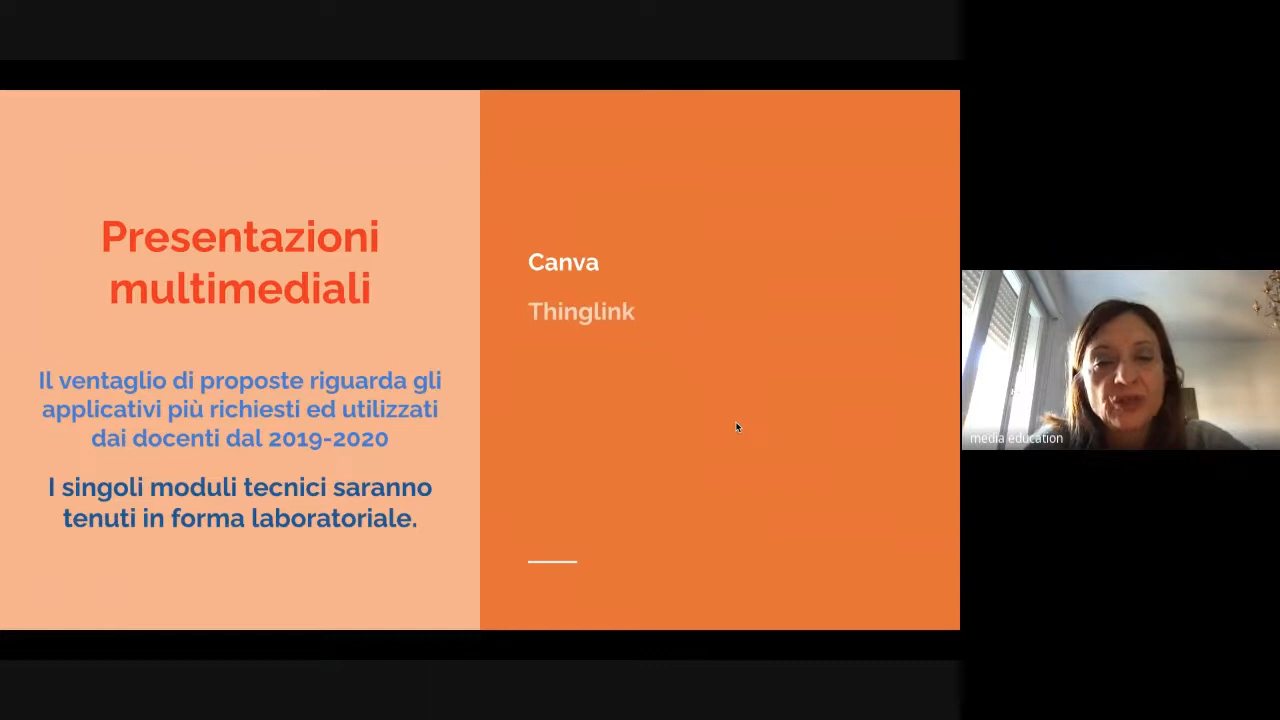 Presentazioni
multimediali
Il ventaglio di proposte riguarda gli
applicativi più richiesti ed utilizzati
dai docenti dal 2019-2020
I singoli moduli tecnici saranno
tenuti in forma laboratoriale.
Canva
Thinglink
media education